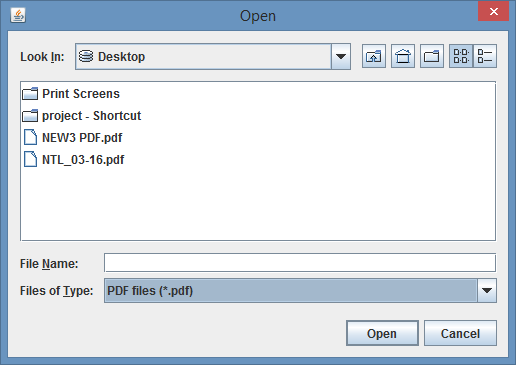 Open
Look In: Desktop
Print Screens
project - Shortcut
NEW3 PDF.pdf
NTL_03-16.pdf
File Name:
Files of Type: PDF files (*.pdf)
Open Cancel